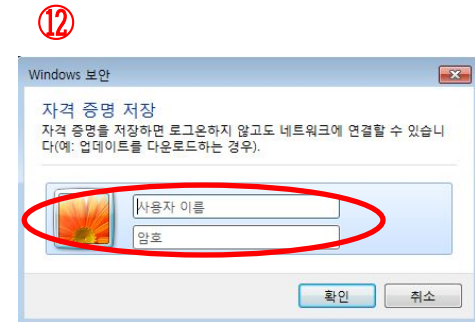 ⑫
Windows 보안
자격 증명 저장
자격 증명을 저장하면 로그온하지 않고도 네트워크에 연결할 수 있습니
다(예: 업데이트를 다운로드하는 경우).
사용자 이름
암호
확인 취소